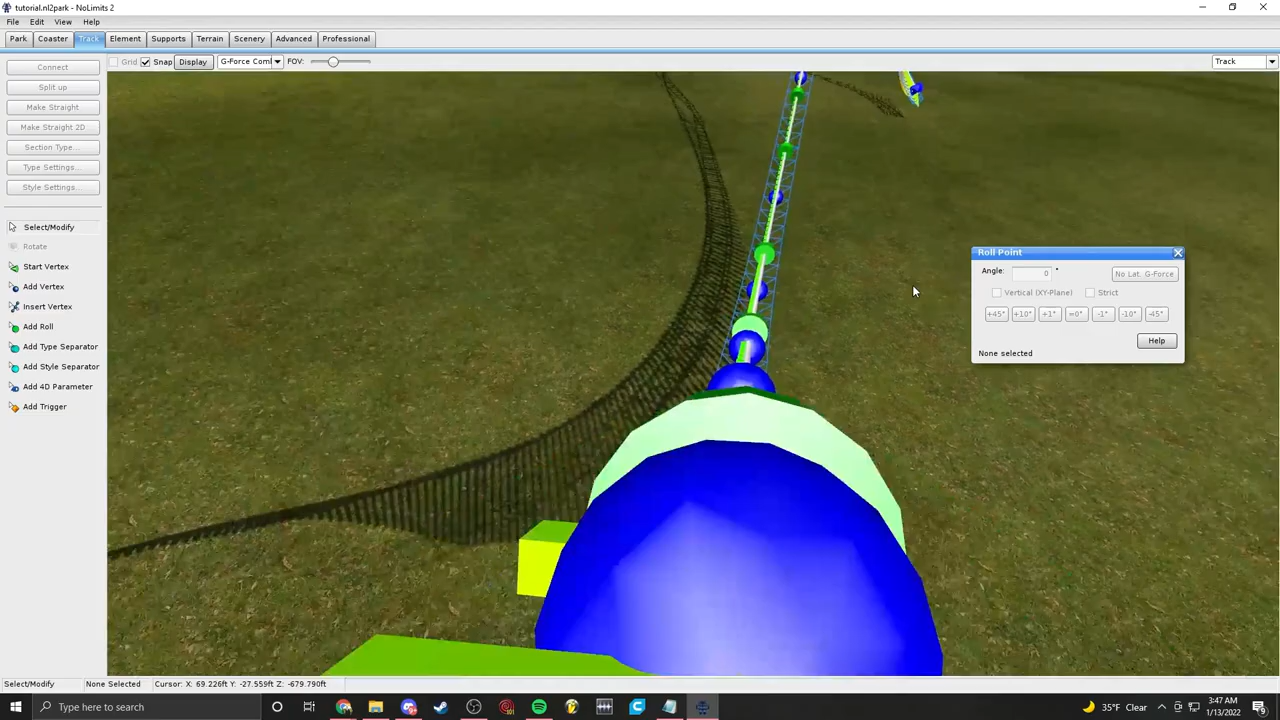 tutorial.nl2park - NoLimits 2
File Edit View Help
Park Coaster Track Element Supports Terrain Scenery Advanced Professional
Grid Snap Display G-Force Coml FOV: Track
Connect
Split up
Make Straight
Make Straight 2D
Section Type...
Type Settings...
Style Settings...
Select/Modify
Rotate
Start Vertex
Add Vertex
Insert Vertex
Add Roll
Add Type Separator
Add Style Separator
Add 4D Parameter
Add Trigger
Roll Point
Angle: 0 ° No Lat. G-Force
Vertical (XY-Plane) Strict
+45° +10° +1° =0° -1° -10° -45°
Help
None selected
Select/Modify None Selected Cursor: X: 69.226ft Y: -27.559ft Z: -679.790ft
Type here to search
35°F Clear
3:47 AM
1/13/2022